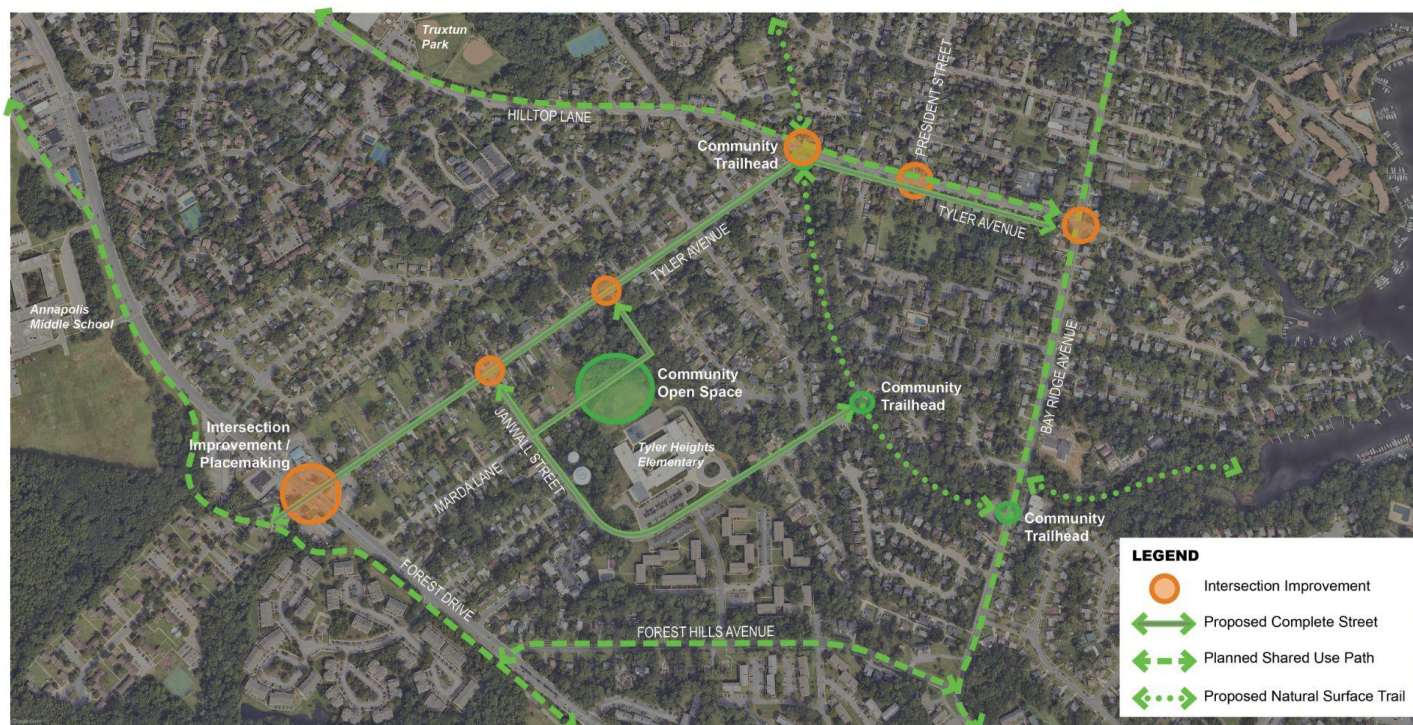 Truxtun
Park
HILLTOP LANE
PRESIDENT STREET
Community
Trailhead
TYLER AVENUE
TYLER AVENUE
Annapolis
Middle School
Community
Open Space
Community
Trailhead
BAY RIDGE AVENUE
Intersection
Improvement /
Placemaking
JANWALL STREET
Tyler Heights
Elementary
MARDA LANE
Community
Trailhead
FOREST DRIVE
FOREST HILLS AVENUE
LEGEND
Intersection Improvement
Proposed Complete Street
Planned Shared Use Path
Proposed Natural Surface Trail